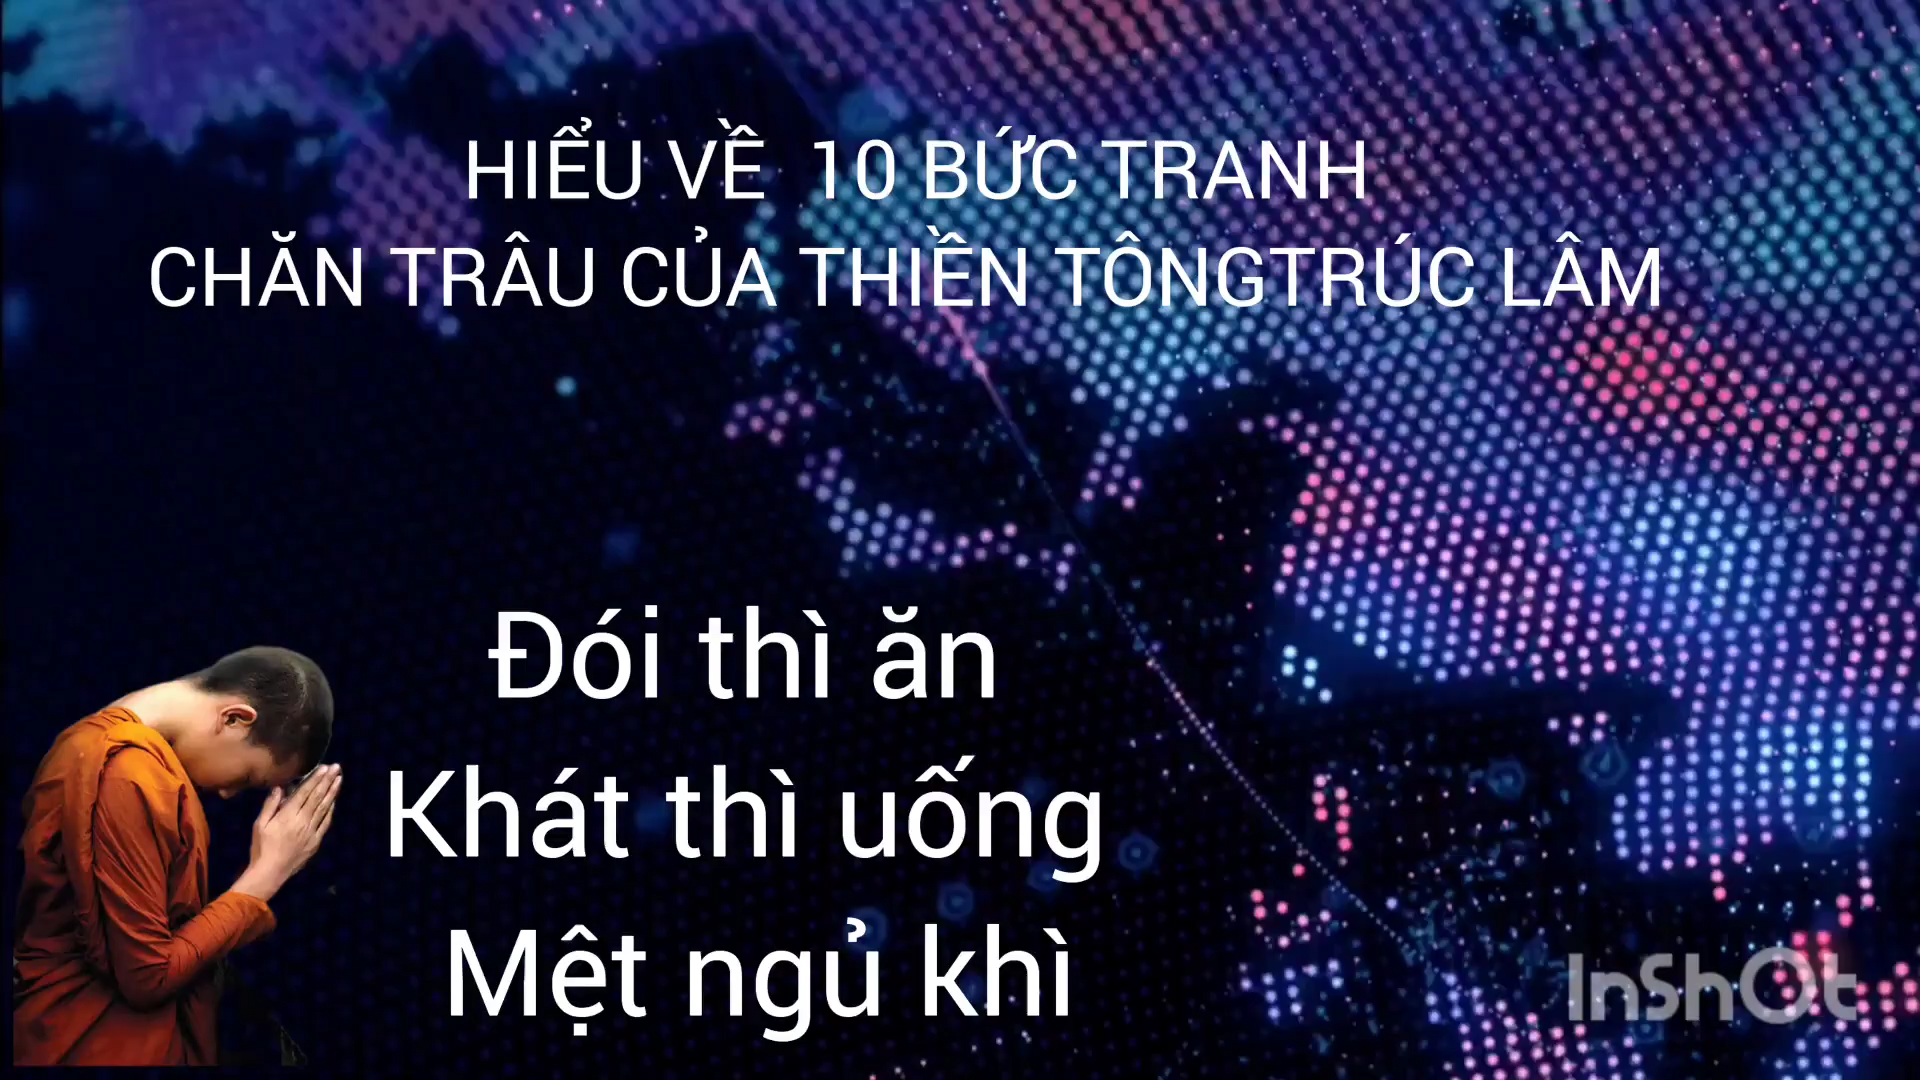 HIỂU VỀ 10 BỨC TRANH
CHĂN TRÂU CỦA THIỀN TÔNGTRÚC LÂM
Đói thì ăn
Khát thì uống
Mệt ngủ khì
InShOt